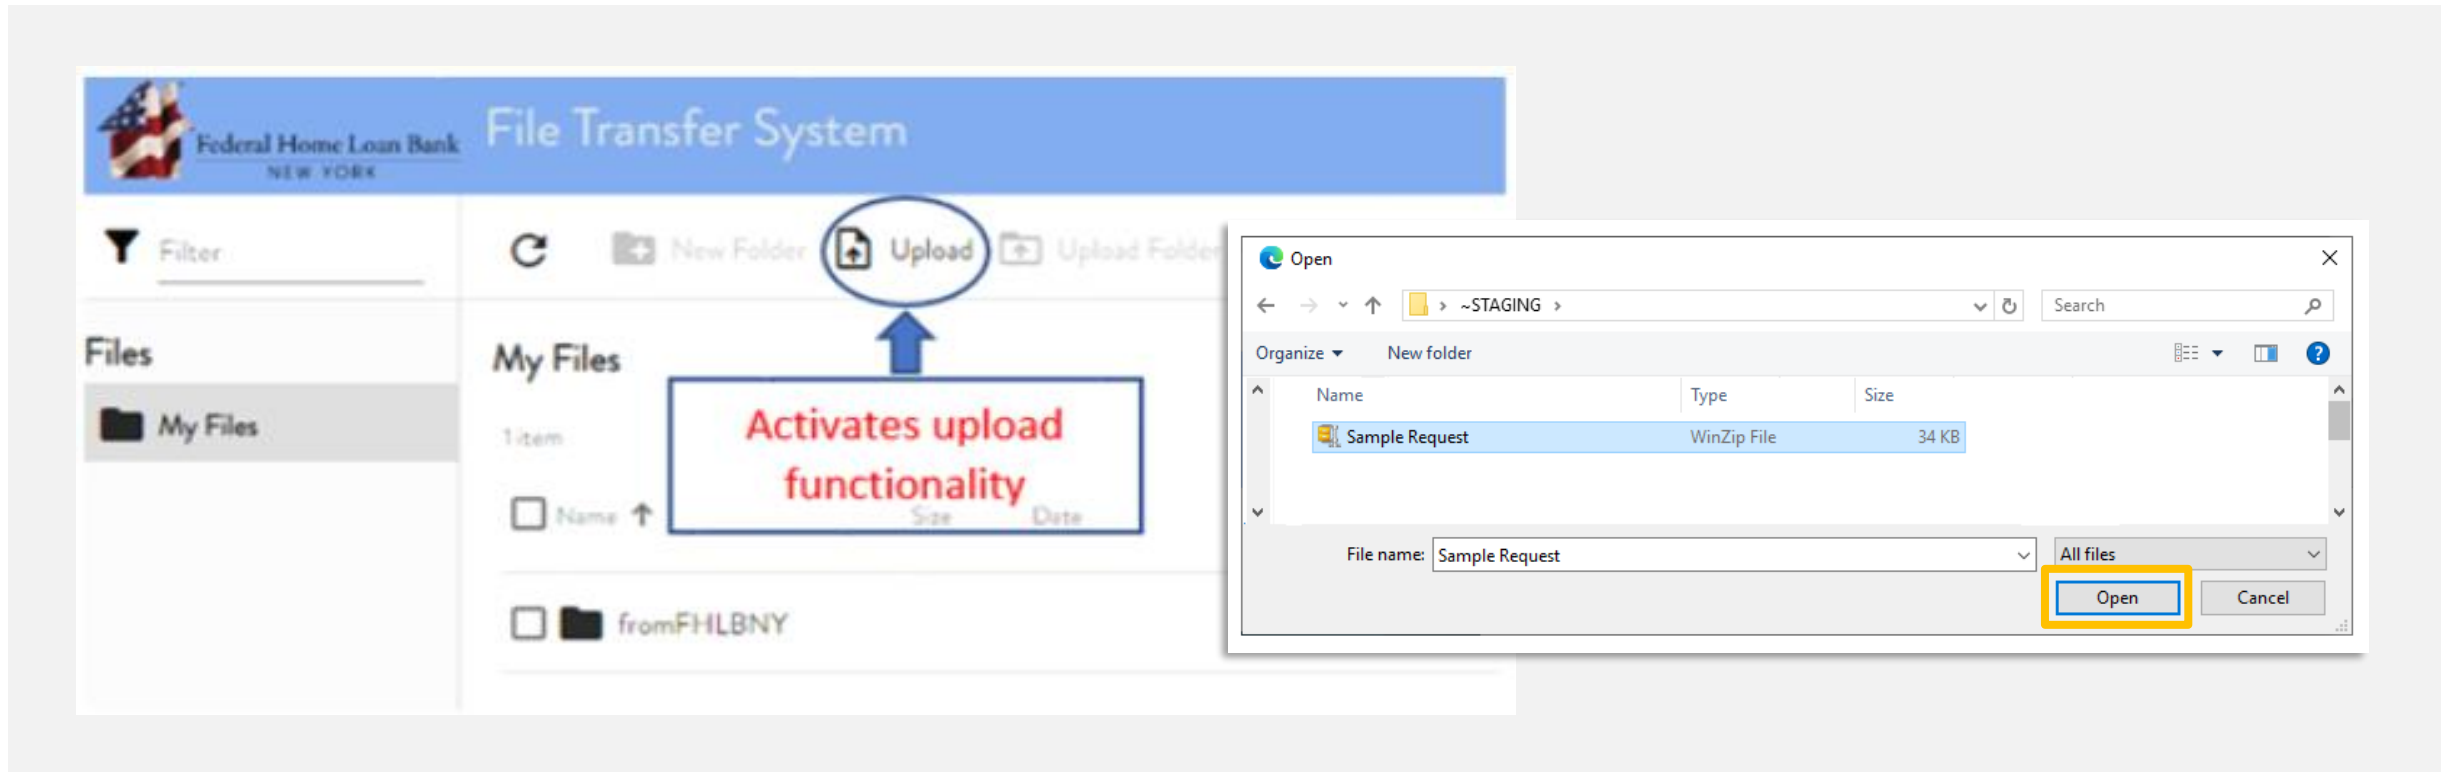 Federal Home Loan Bank
NEW YORK
File Transfer System
Filter
New Folder
Upload
Upload Folder
Files
My Files
My Files
1 item
Activates upload
functionality
Name
Size
Date
fromFHLBNY
Open
~STAGING
Search
Organize
New folder
Name
Type
Size
Sample Request
WinZip File
34 KB
File name:
Sample Request
All files
Open
Cancel